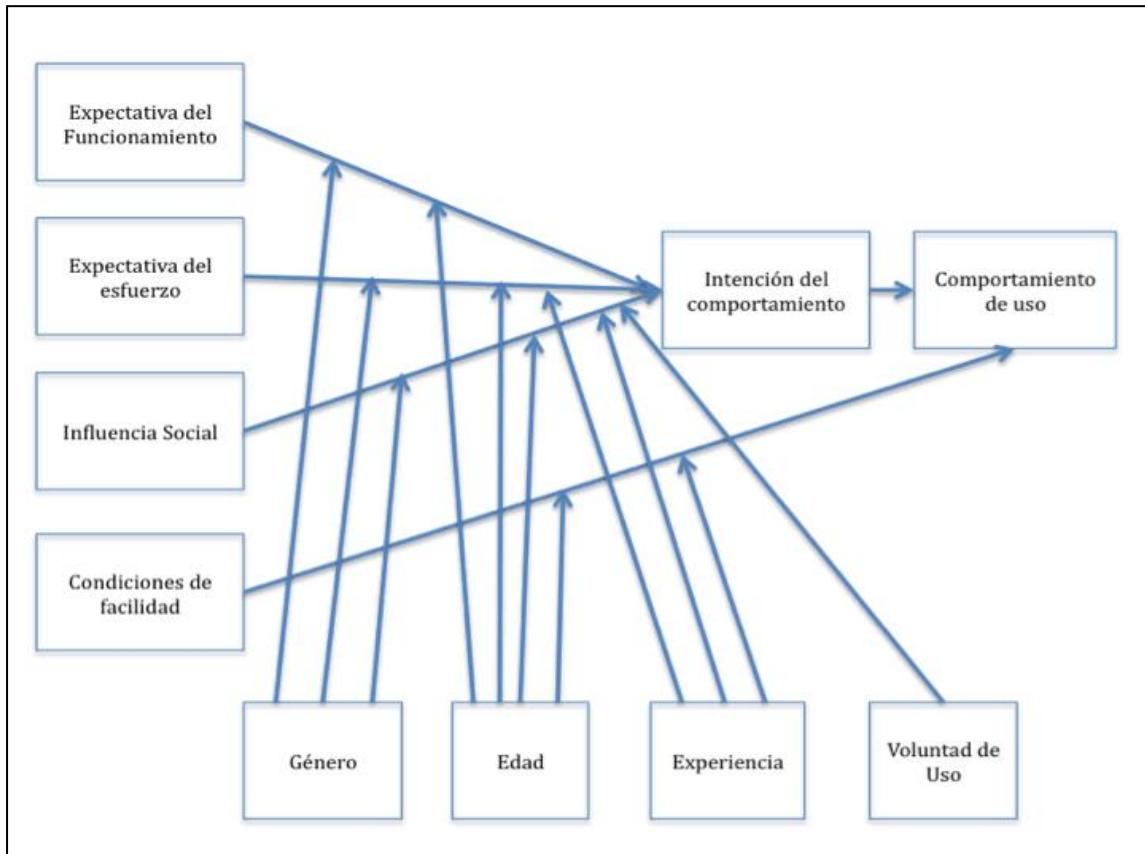 Expectativa del
Funcionamiento
Expectativa del
esfuerzo
Intención del
comportamiento
Comportamiento
de uso
Influencia Social
Condiciones de
facilidad
Género
Edad
Experiencia
Voluntad de
Uso